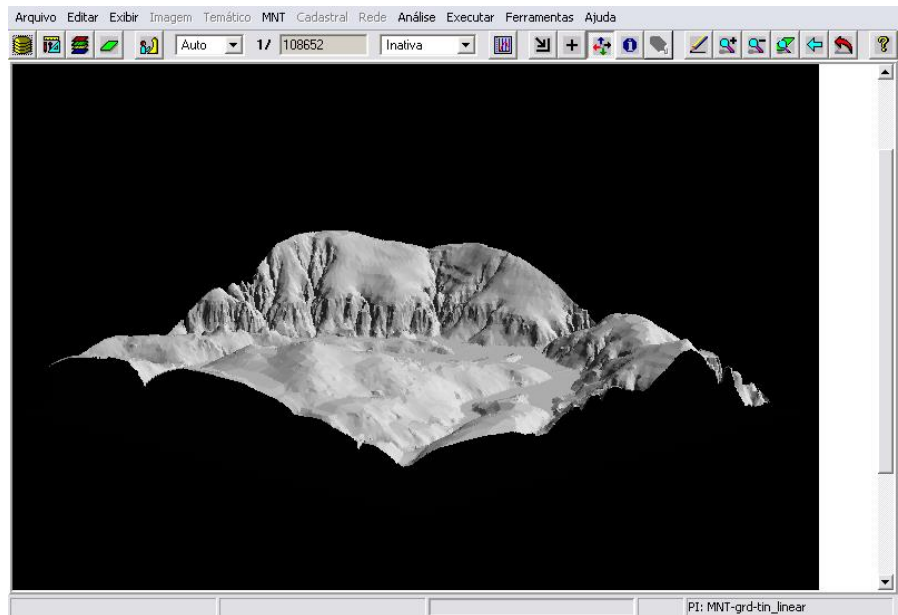 Arquivo Editar Exibir Imagem Temático MNT Cadastral Rede Análise Executar Ferramentas Ajuda
Auto 1/ 108652 Inativa ?
PI: MNT-grd-tin_linear